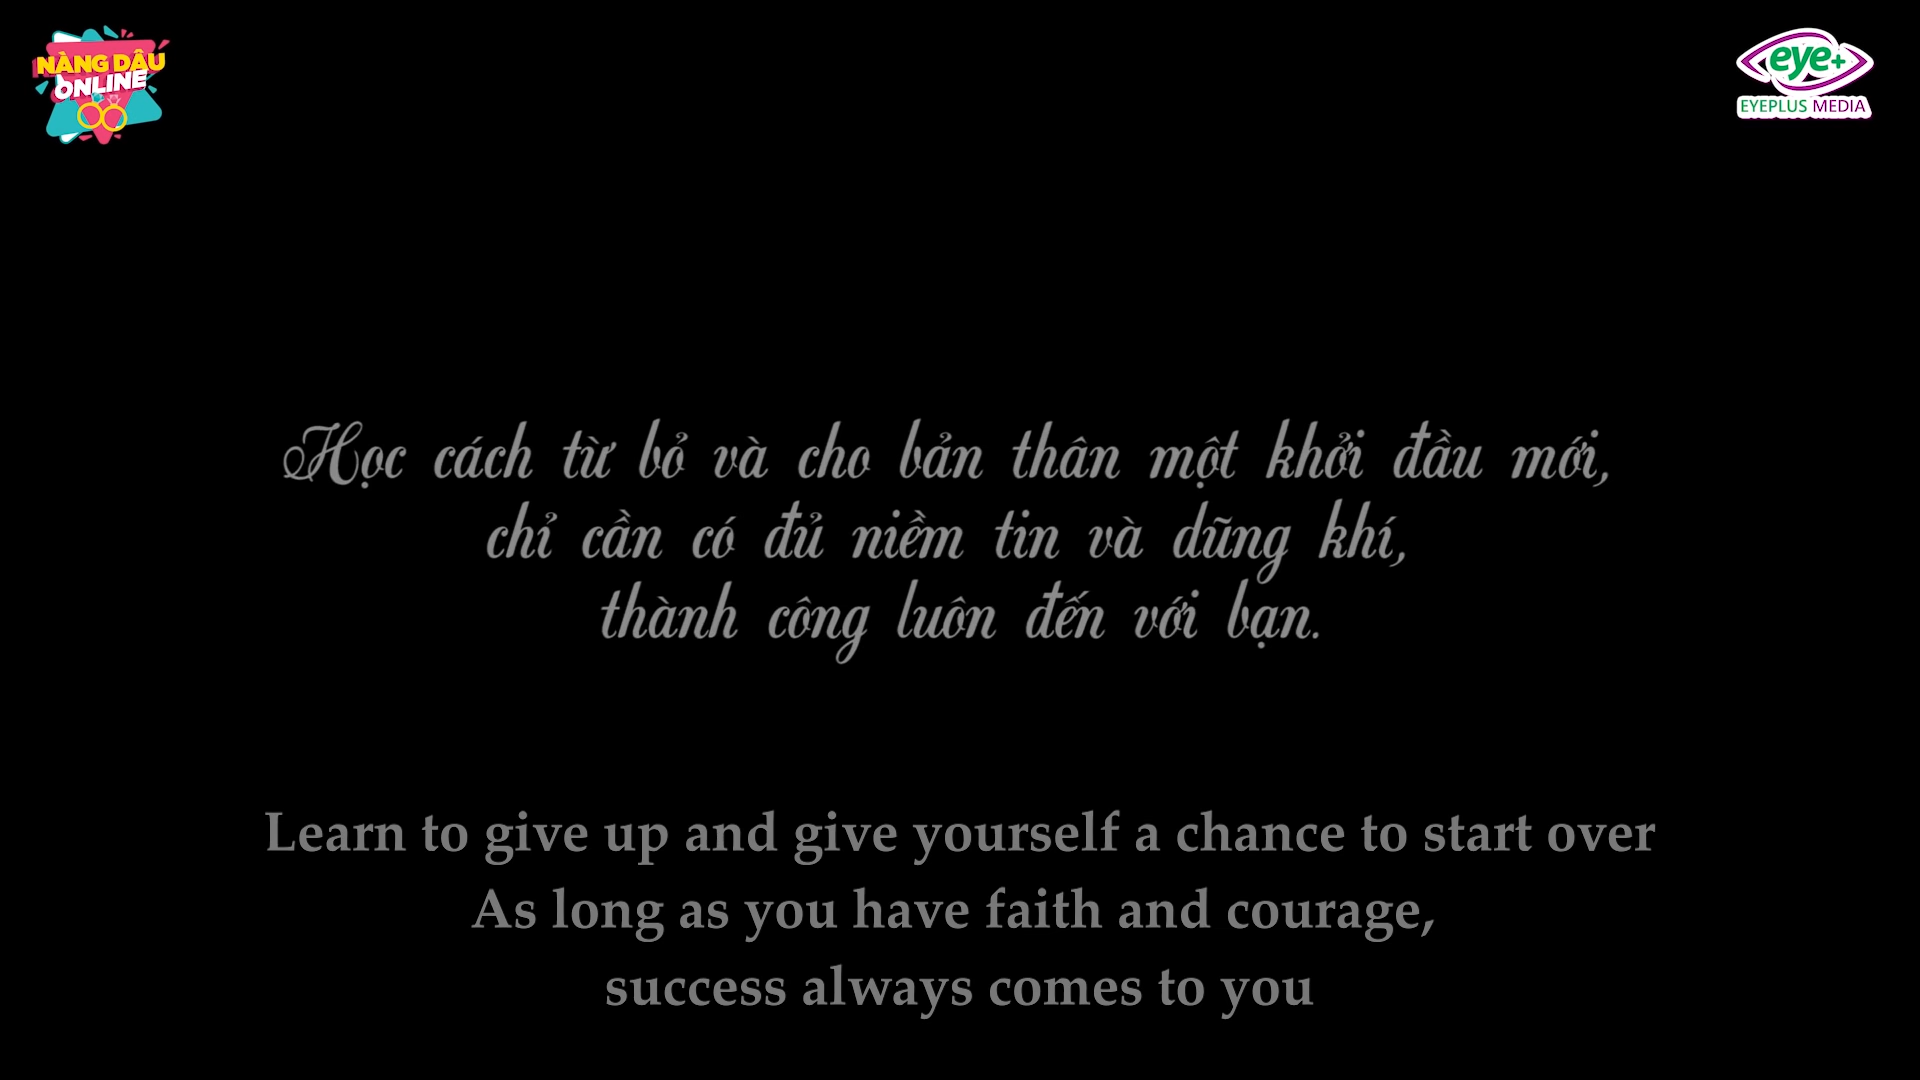 NÀNG DÂU
ONLINE
eye+
EYEPLUS MEDIA
Học cách từ bỏ và cho bản thân một khởi đầu mới,
chỉ cần có đủ niềm tin và dũng khí,
thành công luôn đến với bạn.
Learn to give up and give yourself a chance to start over
As long as you have faith and courage,
success always comes to you